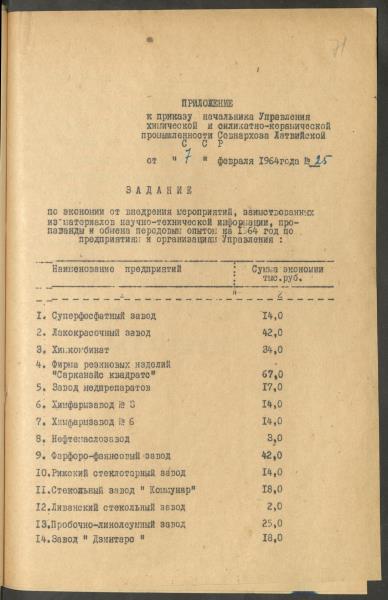 71
ПРИЛОЖЕНИЕ
к приказу начальника Управления
химической и силикатно-керамической
промышленности Совнархоза Латвийской
С С Р
от " 7 " февраля 1964года № 25
ЗАДАНИЕ
по экономии от внедрения мероприятий, заимствованных
из материалов научно-технической информации, про-
паганды и обмена передовым опытом на 1964 год по
предприятиям и организациям Управления :
Наименование предприятий Сумма экономии
тыс.руб.
1 " 2
1. Суперфосфатный завод 14,0
2. Лакокрасочный завод 42,0
3. Химкомбинат 34,0
4. Фирма резиновых изделий
"Сарканайс квадратс" 67,0
5. Завод медпрепаратов 17,0
6. Химфармзавод № 3 14,0
7. Химфармзавод № 6 14,0
8. Нефтемаслозавод 3,0
9. Фарфоро-фаянсовый завод 42,0
10. Рижский стеклотарный завод 14,0
11. Стекольный завод " Коммунар" 18,0
12. Ливанский стекольный завод 2,0
13. Пробочно-линолеумный завод 25,0
14. Завод " Дзинтарс " 18,0